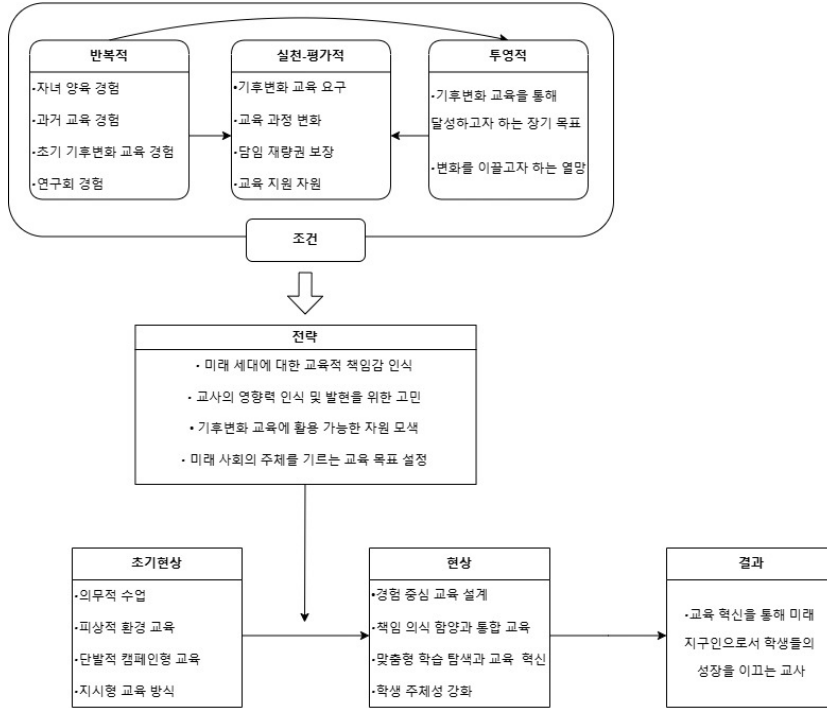 반복적
•자녀 양육 경험
•과거 교육 경험
•초기 기후변화 교육 경험
•연구회 경험
실천-평가적
•기후변화 교육 요구
•교육 과정 변화
•담임 재량권 보장
•교육 지원 자원
투영적
•기후변화 교육을 통해
달성하고자 하는 장기 목표
•변화를 이끌고자 하는 열망
조건
전략
• 미래 세대에 대한 교육적 책임감 인식
• 교사의 영향력 인식 및 발현을 위한 고민
• 기후변화 교육에 활용 가능한 자원 모색
• 미래 사회의 주체를 기르는 교육 목표 설정
초기현상
•의무적 수업
•피상적 환경 교육
•단발적 캠페인형 교육
•지시형 교육 방식
현상
•경험 중심 교육 설계
•책임 의식 함양과 통합 교육
•맞춤형 학습 탐색과 교육 혁신
•학생 주체성 강화
결과
•교육 혁신을 통해 미래
지구인으로서 학생들의
성장을 이끄는 교사